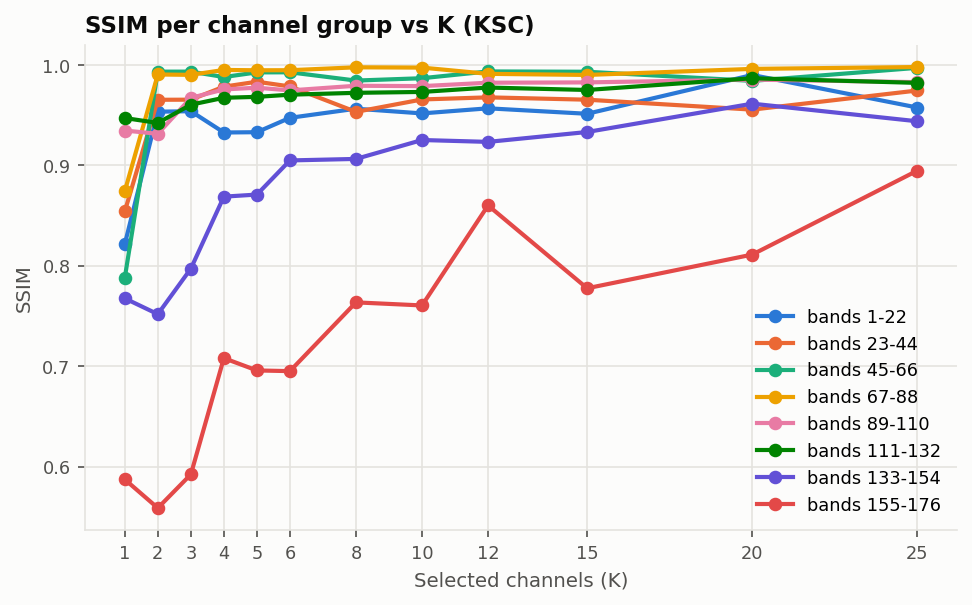 SSIM per channel group vs K (KSC)
1.0
0.9
0.8
0.7
0.6
SSIM
bands 1-22
bands 23-44
bands 45-66
bands 67-88
bands 89-110
bands 111-132
bands 133-154
bands 155-176
1 2 3 4 5 6 8 10 12 15 20 25
Selected channels (K)